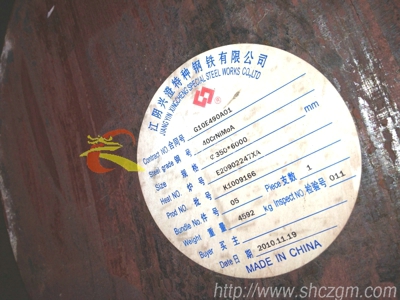 江阴兴澄特种钢铁有限公司
JIANGYIN XINGCHENG SPECIAL STEEL WORKS CO.,LTD
Contract NO 合同号 G10E490A01
Steel grade 钢 号 40CrNiMoA
Size 规 格 ¢350*6000 mm
Heat NO. 炉 号 E20902247XA
Prod NO. 批 号 K1009166 Piece 支数 1
Bundle No. 件 号 05 Inspect NO 检验号 011
Weight 重 量 4592 Kg
Buyer 买 主
Date 日 期 2010.11.19
MADE IN CHINA
http://www.shczgm.com/